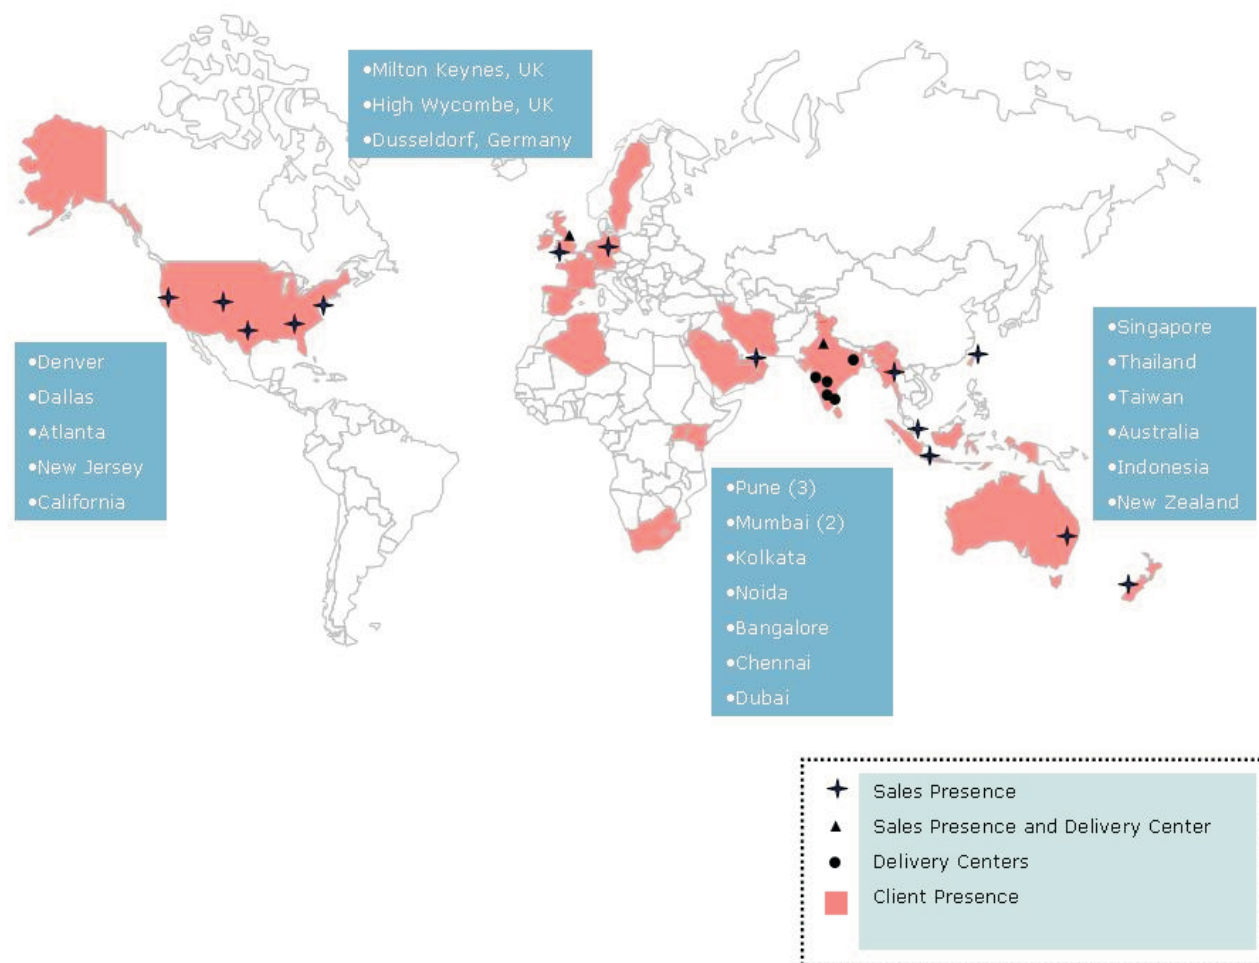 •Milton Keynes, UK
•High Wycombe, UK
•Dusseldorf, Germany
•Denver
•Dallas
•Atlanta
•New Jersey
•California
•Singapore
•Thailand
•Taiwan
•Australia
•Indonesia
•New Zealand
•Pune (3)
•Mumbai (2)
•Kolkata
•Noida
•Bangalore
•Chennai
•Dubai
Sales Presence
Sales Presence and Delivery Center
Delivery Centers
Client Presence